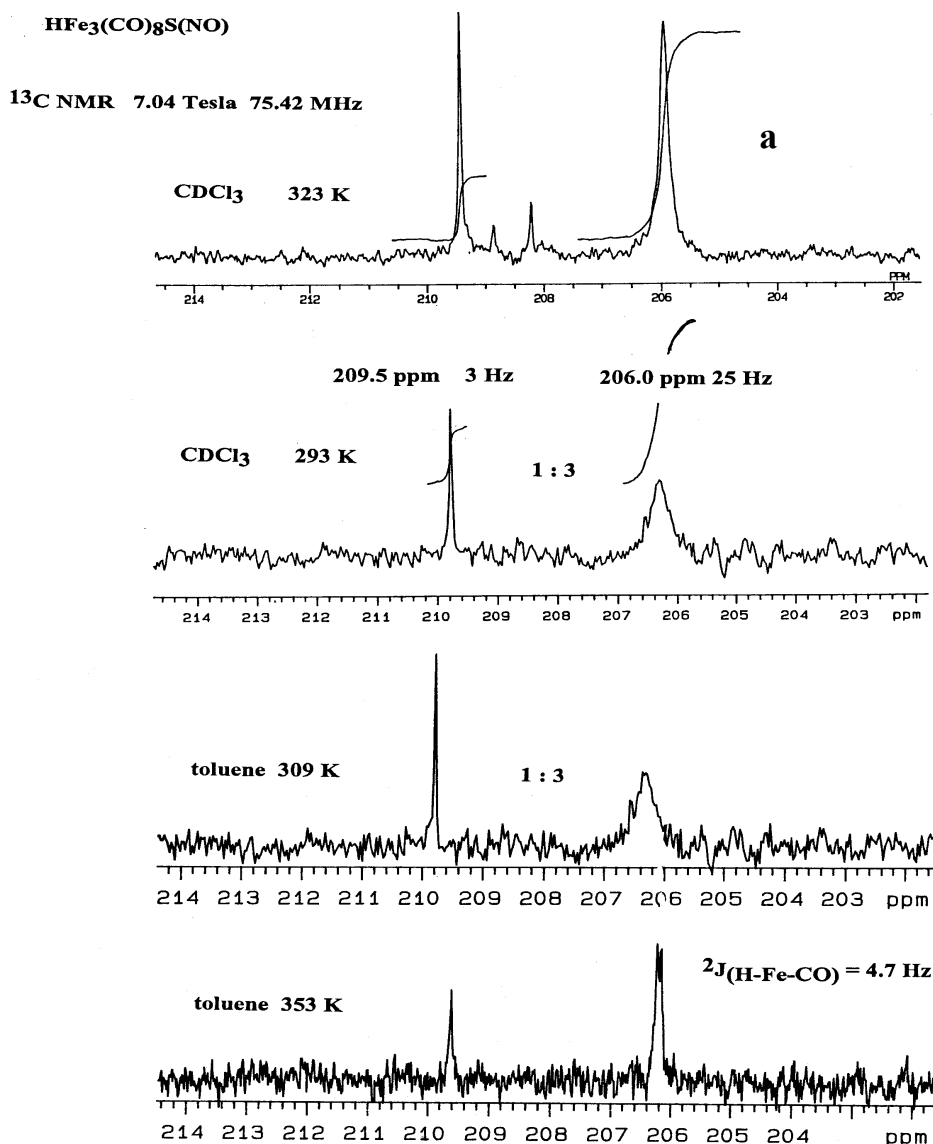 HFe3(CO)8S(NO)
13C NMR 7.04 Tesla 75.42 MHz
a
CDCl3 323 K
PPM
214 212 210 208 206 204 202
209.5 ppm 3 Hz 206.0 ppm 25 Hz
CDCl3 293 K 1 : 3
214 213 212 211 210 209 208 207 206 205 204 203 ppm
toluene 309 K 1 : 3
214 213 212 211 210 209 208 207 206 205 204 203 ppm
2J(H-Fe-CO) = 4.7 Hz
toluene 353 K
214 213 212 211 210 209 208 207 206 205 204 ppm